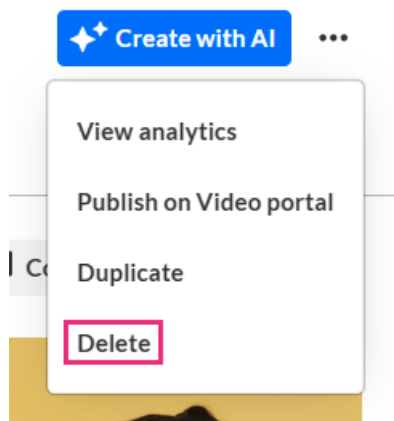 Create with AI
View analytics
Publish on Video portal
Duplicate
Delete